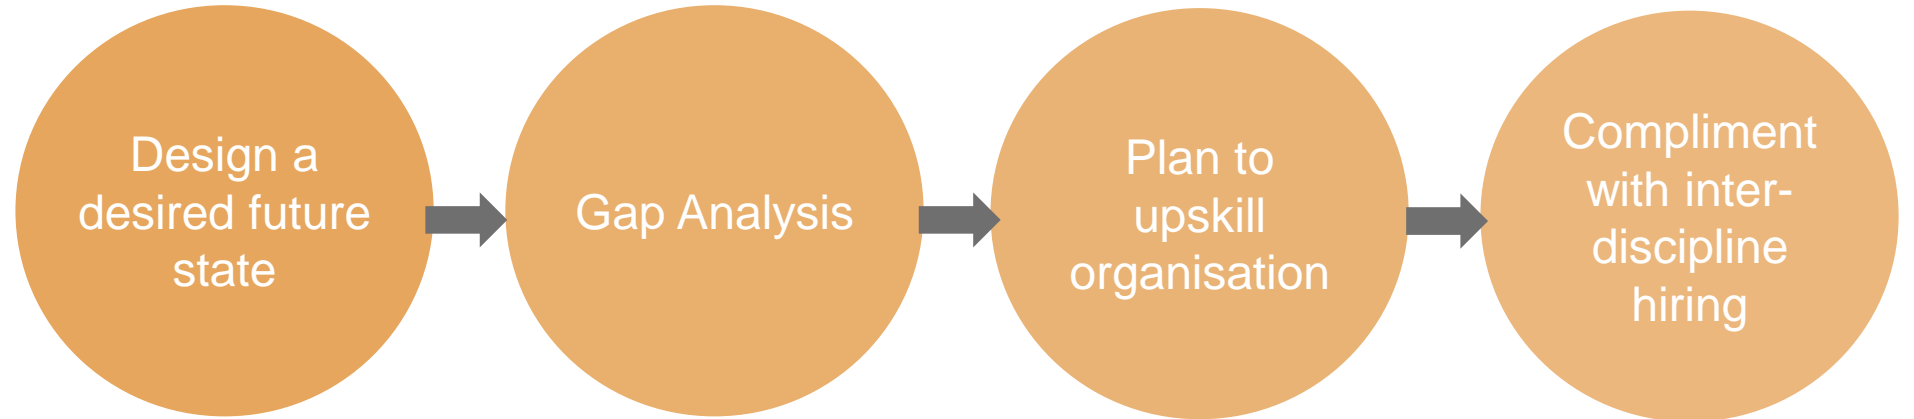 Design a
desired future
state
Gap Analysis
Plan to
upskill
organisation
Compliment
with inter-
discipline
hiring